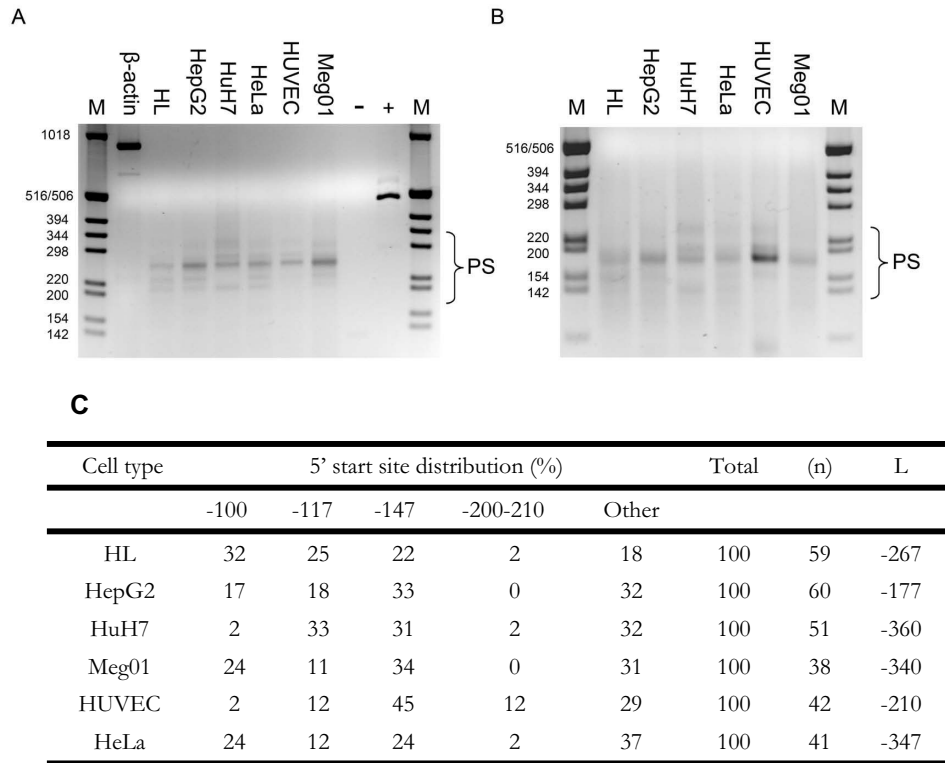 A
M β-actin HL HepG2 HuH7 HeLa HUVEC Meg01 - + M
1018
516/506
394
344
298
220
200
154
142
PS
B
M HL HepG2 HuH7 HeLa HUVEC Meg01 M
516/506
394
344
298
220
200
154
142
PS
C
Cell type 5’ start site distribution (%) Total (n) L
-100 -117 -147 -200-210 Other
HL 32 25 22 2 18 100 59 -267
HepG2 17 18 33 0 32 100 60 -177
HuH7 2 33 31 2 32 100 51 -360
Meg01 24 11 34 0 31 100 38 -340
HUVEC 2 12 45 12 29 100 42 -210
HeLa 24 12 24 2 37 100 41 -347